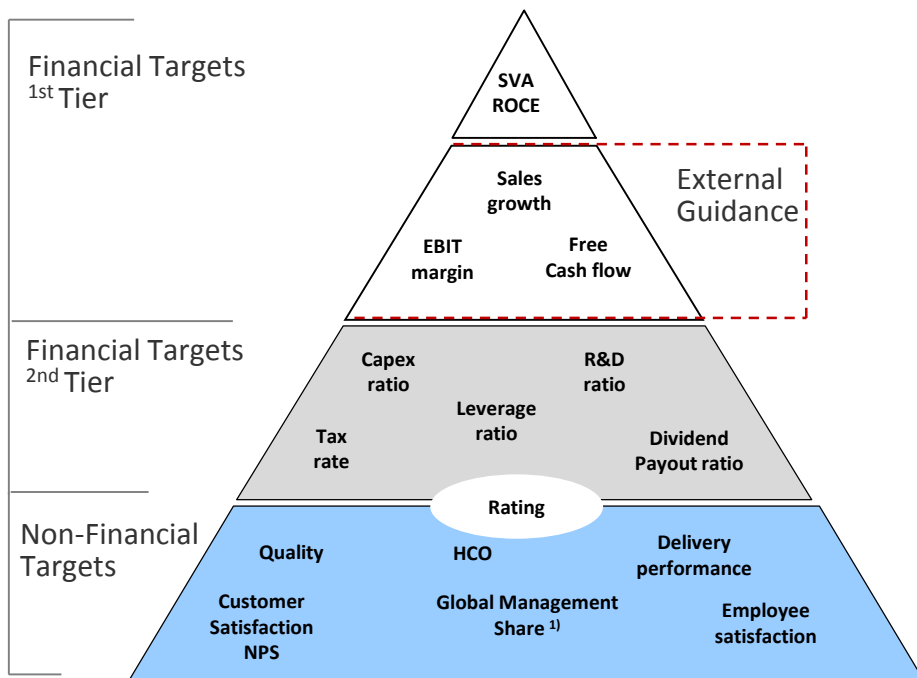 Financial Targets
1st Tier
SVA
ROCE
Sales
growth
External
Guidance
EBIT
margin
Free
Cash flow
Financial Targets
2nd Tier
Capex
ratio
R&D
ratio
Leverage
ratio
Tax
rate
Dividend
Payout ratio
Rating
Non-Financial
Targets
Quality
HCO
Delivery
performance
Customer
Satisfaction
NPS
Global Management
Share 1)
Employee
satisfaction